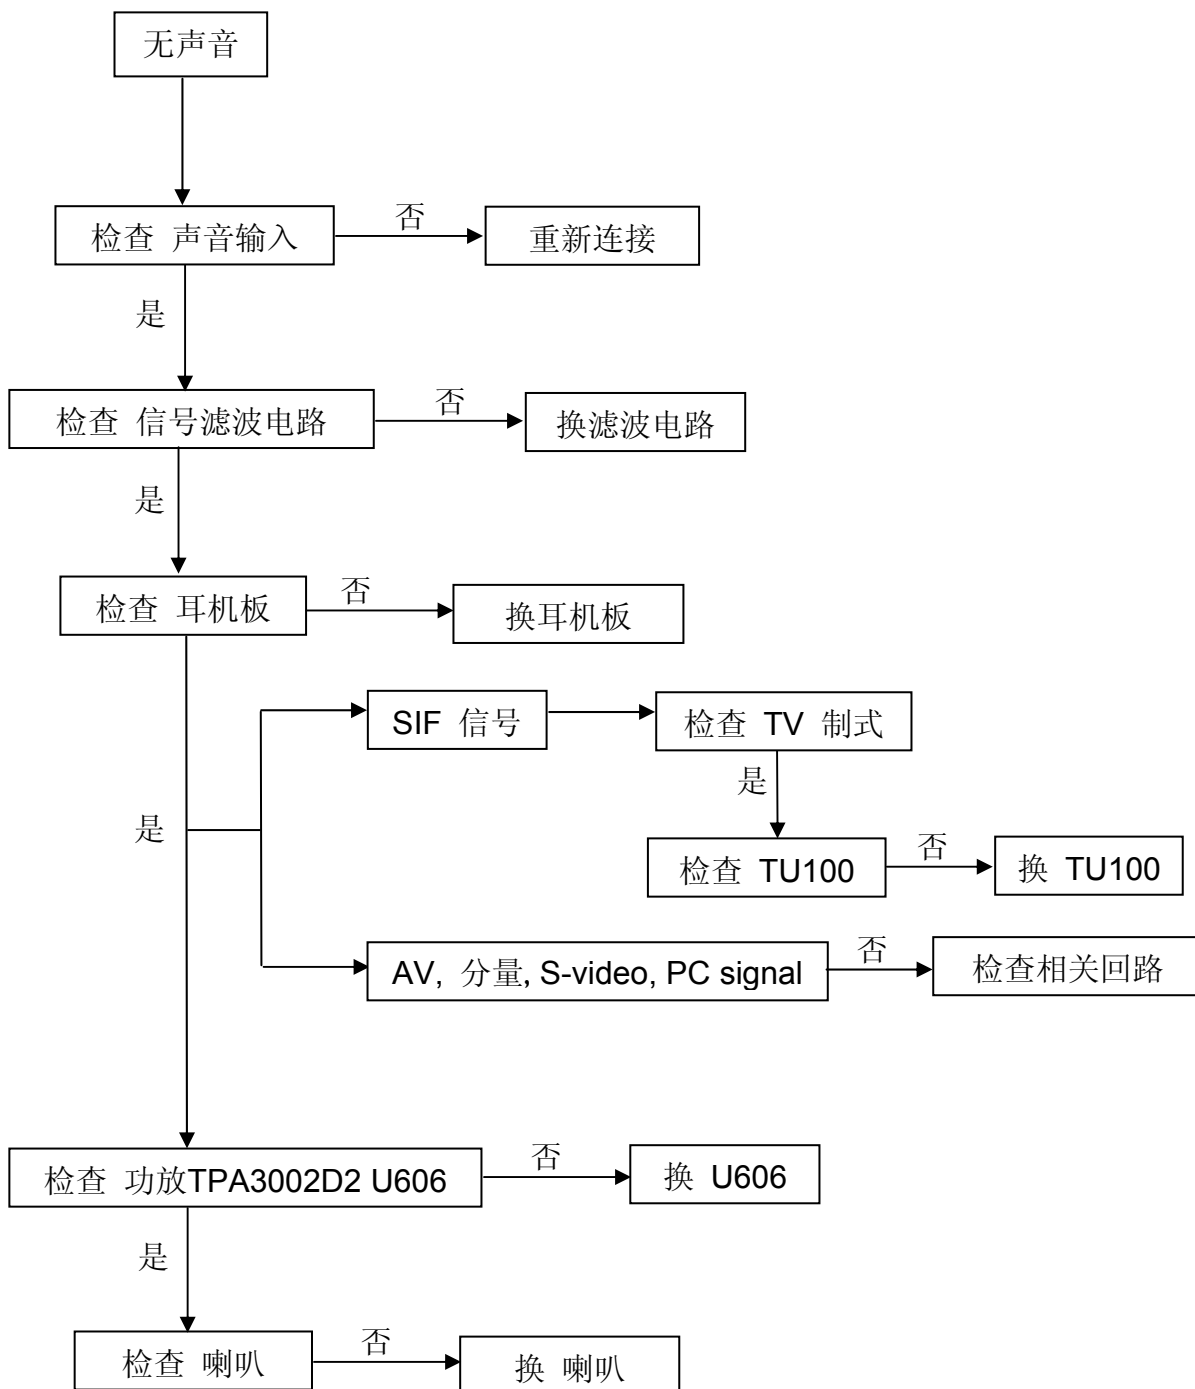 无声音
检查 声音输入
否
重新连接
是
检查 信号滤波电路
否
换滤波电路
是
检查 耳机板
否
换耳机板
SIF 信号
检查 TV 制式
是
是
检查 TU100
否
换 TU100
AV, 分量, S-video, PC signal
否
检查相关回路
检查 功放TPA3002D2 U606
否
换 U606
是
检查 喇叭
否
换 喇叭